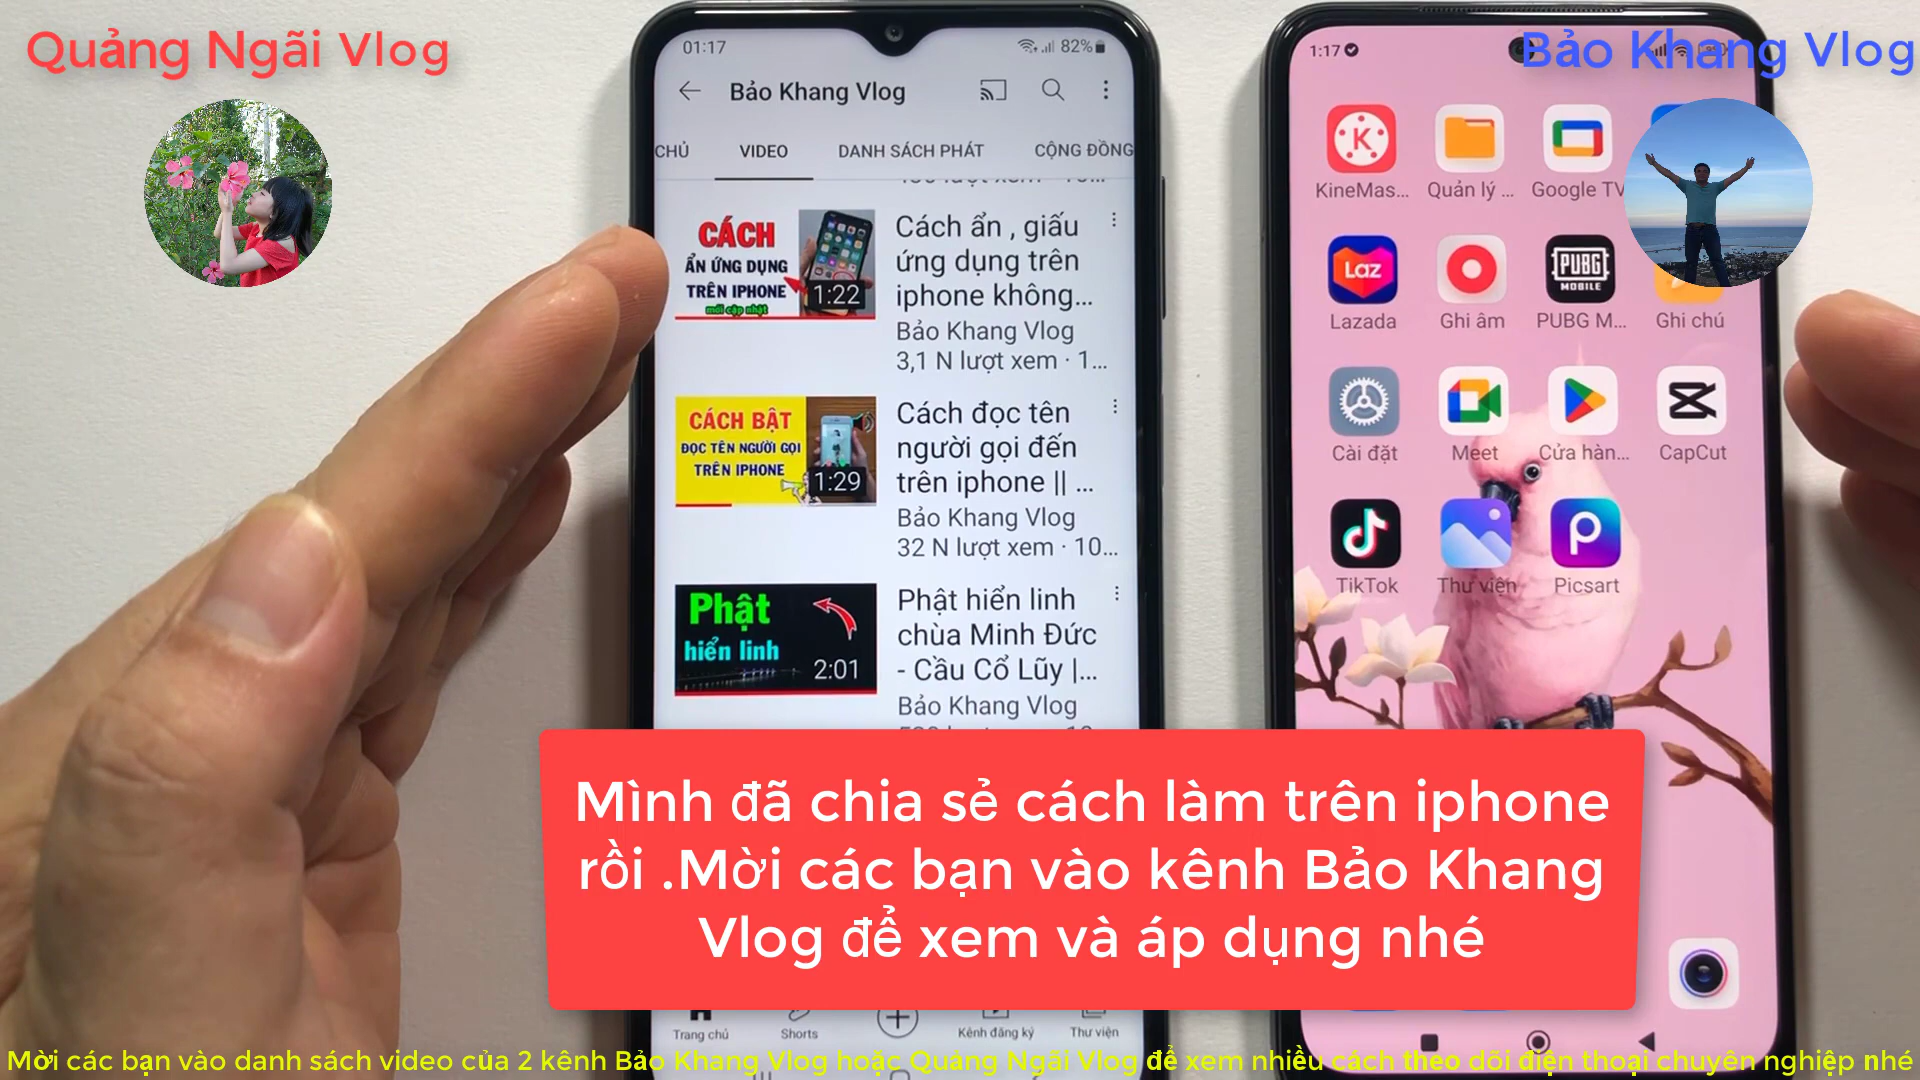 Quảng Ngãi Vlog
Bảo Khang Vlog
01:17
82%
Bảo Khang Vlog
CHỦ VIDEO DANH SÁCH PHÁT CỘNG ĐỒNG
CÁCH
ẨN ỨNG DỤNG
TRÊN IPHONE
mới cập nhật
1:22
Cách ẩn , giấu
ứng dụng trên
iphone không...
Bảo Khang Vlog
3,1 N lượt xem · 1...
CÁCH BẬT
ĐỌC TÊN NGƯỜI GỌI
TRÊN IPHONE
1:29
Cách đọc tên
người gọi đến
trên iphone || ...
Bảo Khang Vlog
32 N lượt xem · 10...
Phật
hiển linh
2:01
Phật hiển linh
chùa Minh Đức
- Cầu Cổ Lũy |...
Bảo Khang Vlog
Trang chủ Shorts Kênh đăng ký Thư viện
1:17
KineMas... Quản lý ... Google TV
Laz
PUBG
MOBILE
Lazada Ghi âm PUBG M... Ghi chú
Cài đặt Meet Cửa hàn... CapCut
TikTok Thư viện Picsart
Mình đã chia sẻ cách làm trên iphone
rồi .Mời các bạn vào kênh Bảo Khang
Vlog để xem và áp dụng nhé
Mời các bạn vào danh sách video của 2 kênh Bảo Khang Vlog hoặc Quảng Ngãi Vlog để xem nhiều cách theo dõi điện thoại chuyên nghiệp nhé